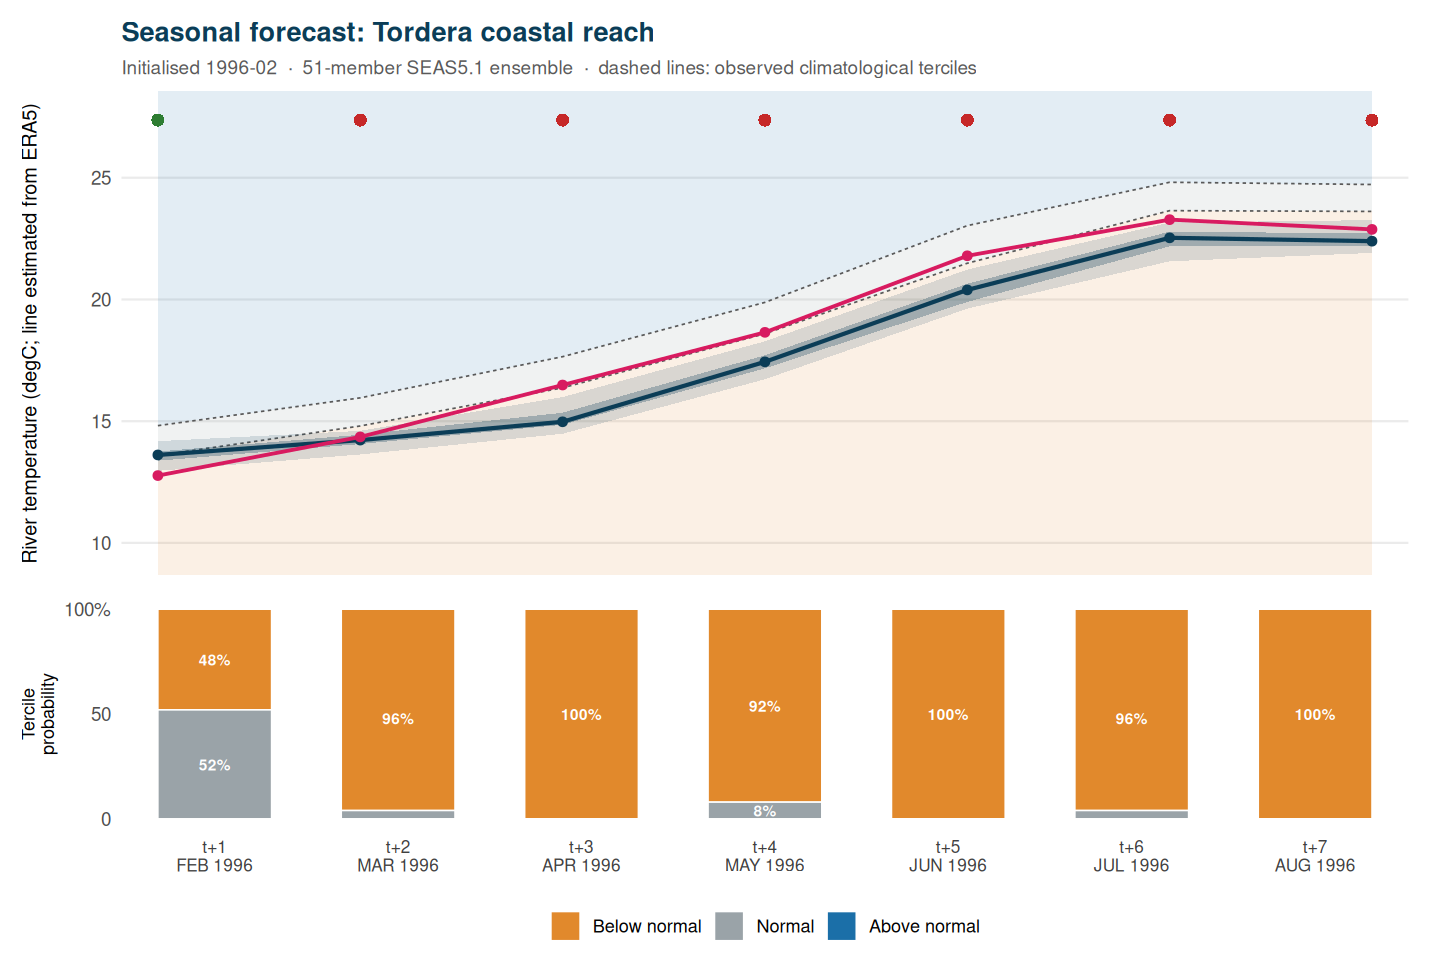 Seasonal forecast: Tordera coastal reach
Initialised 1996-02 · 51-member SEAS5.1 ensemble · dashed lines: observed climatological terciles
River temperature (degC; line estimated from ERA5)
25
20
15
10
Tercile
probability
100%
50
0
48%
52%
96%
100%
92%
8%
100%
96%
100%
t+1
FEB 1996
t+2
MAR 1996
t+3
APR 1996
t+4
MAY 1996
t+5
JUN 1996
t+6
JUL 1996
t+7
AUG 1996
Below normal
Normal
Above normal